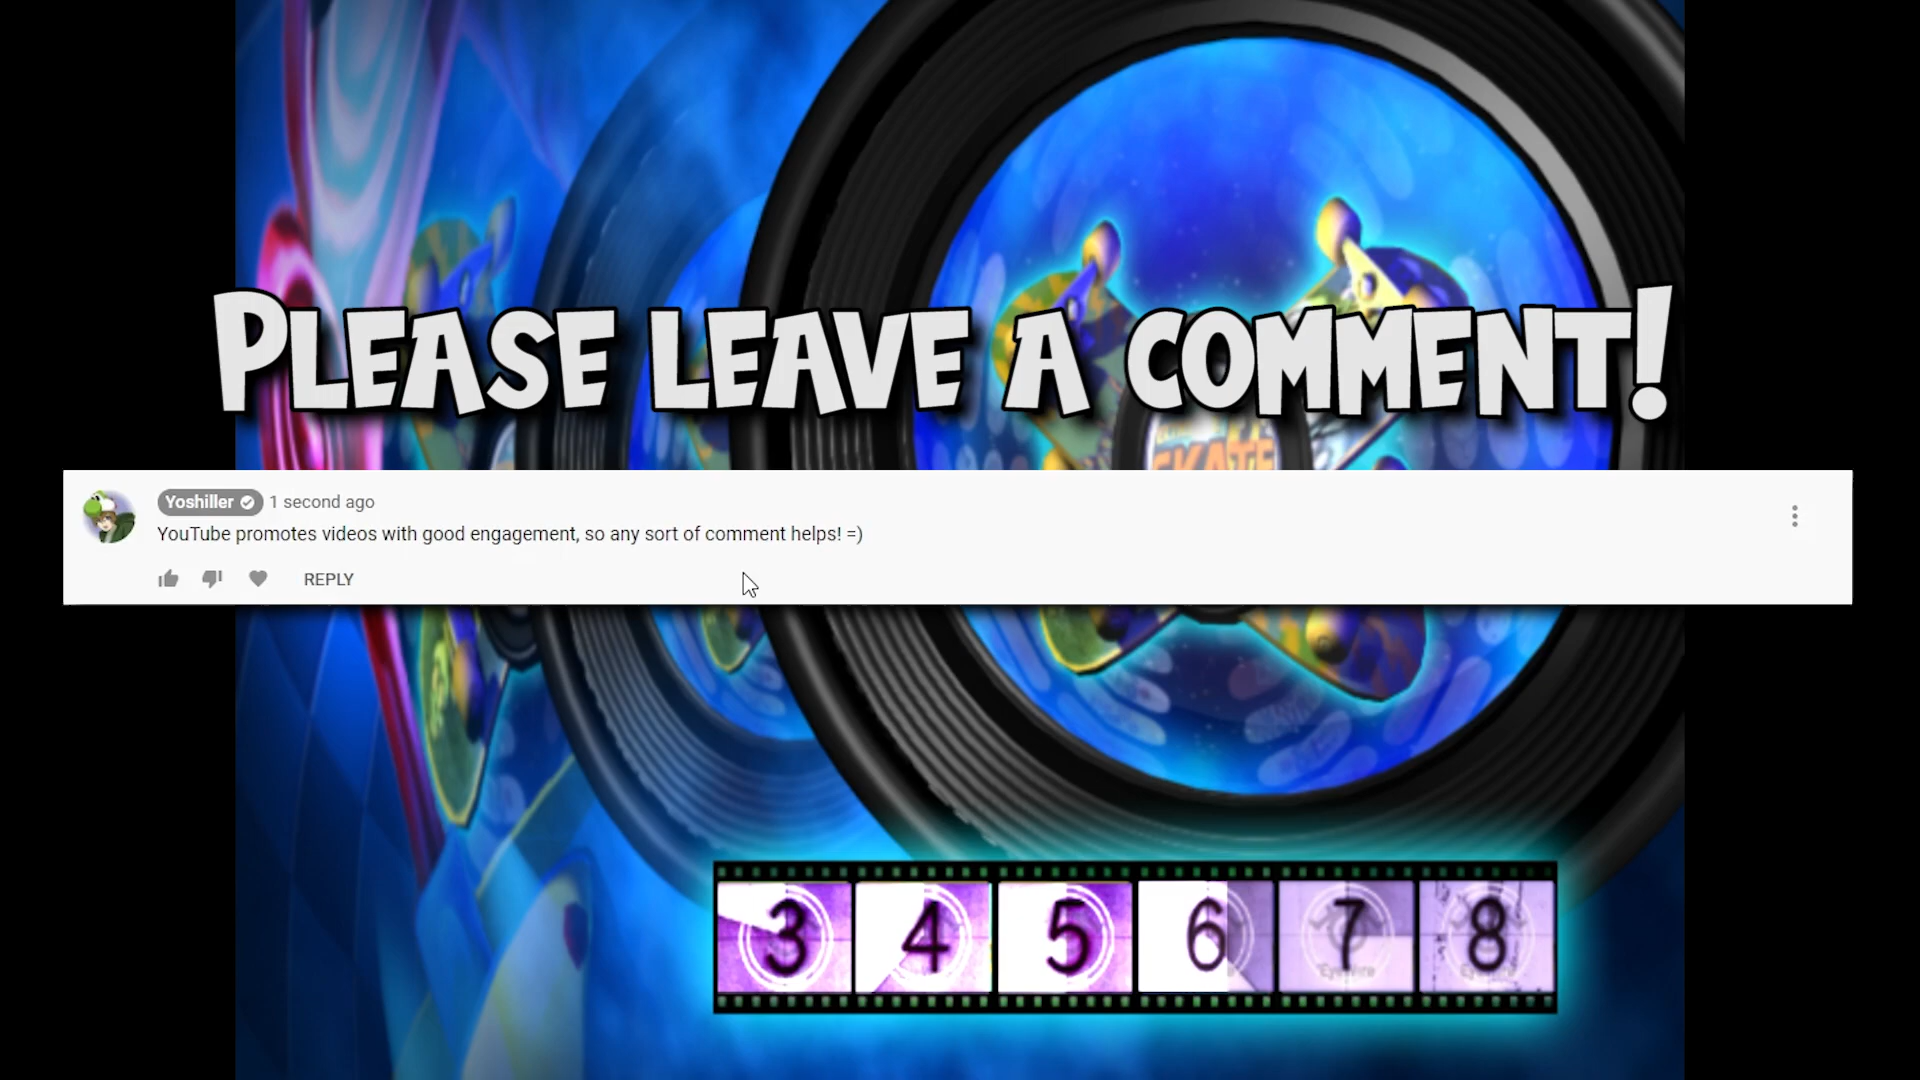 PLEASE LEAVE A COMMENT!
SKATE
Yoshiller 1 second ago
YouTube promotes videos with good engagement, so any sort of comment helps! =)
REPLY
3 4 5 6 7 8